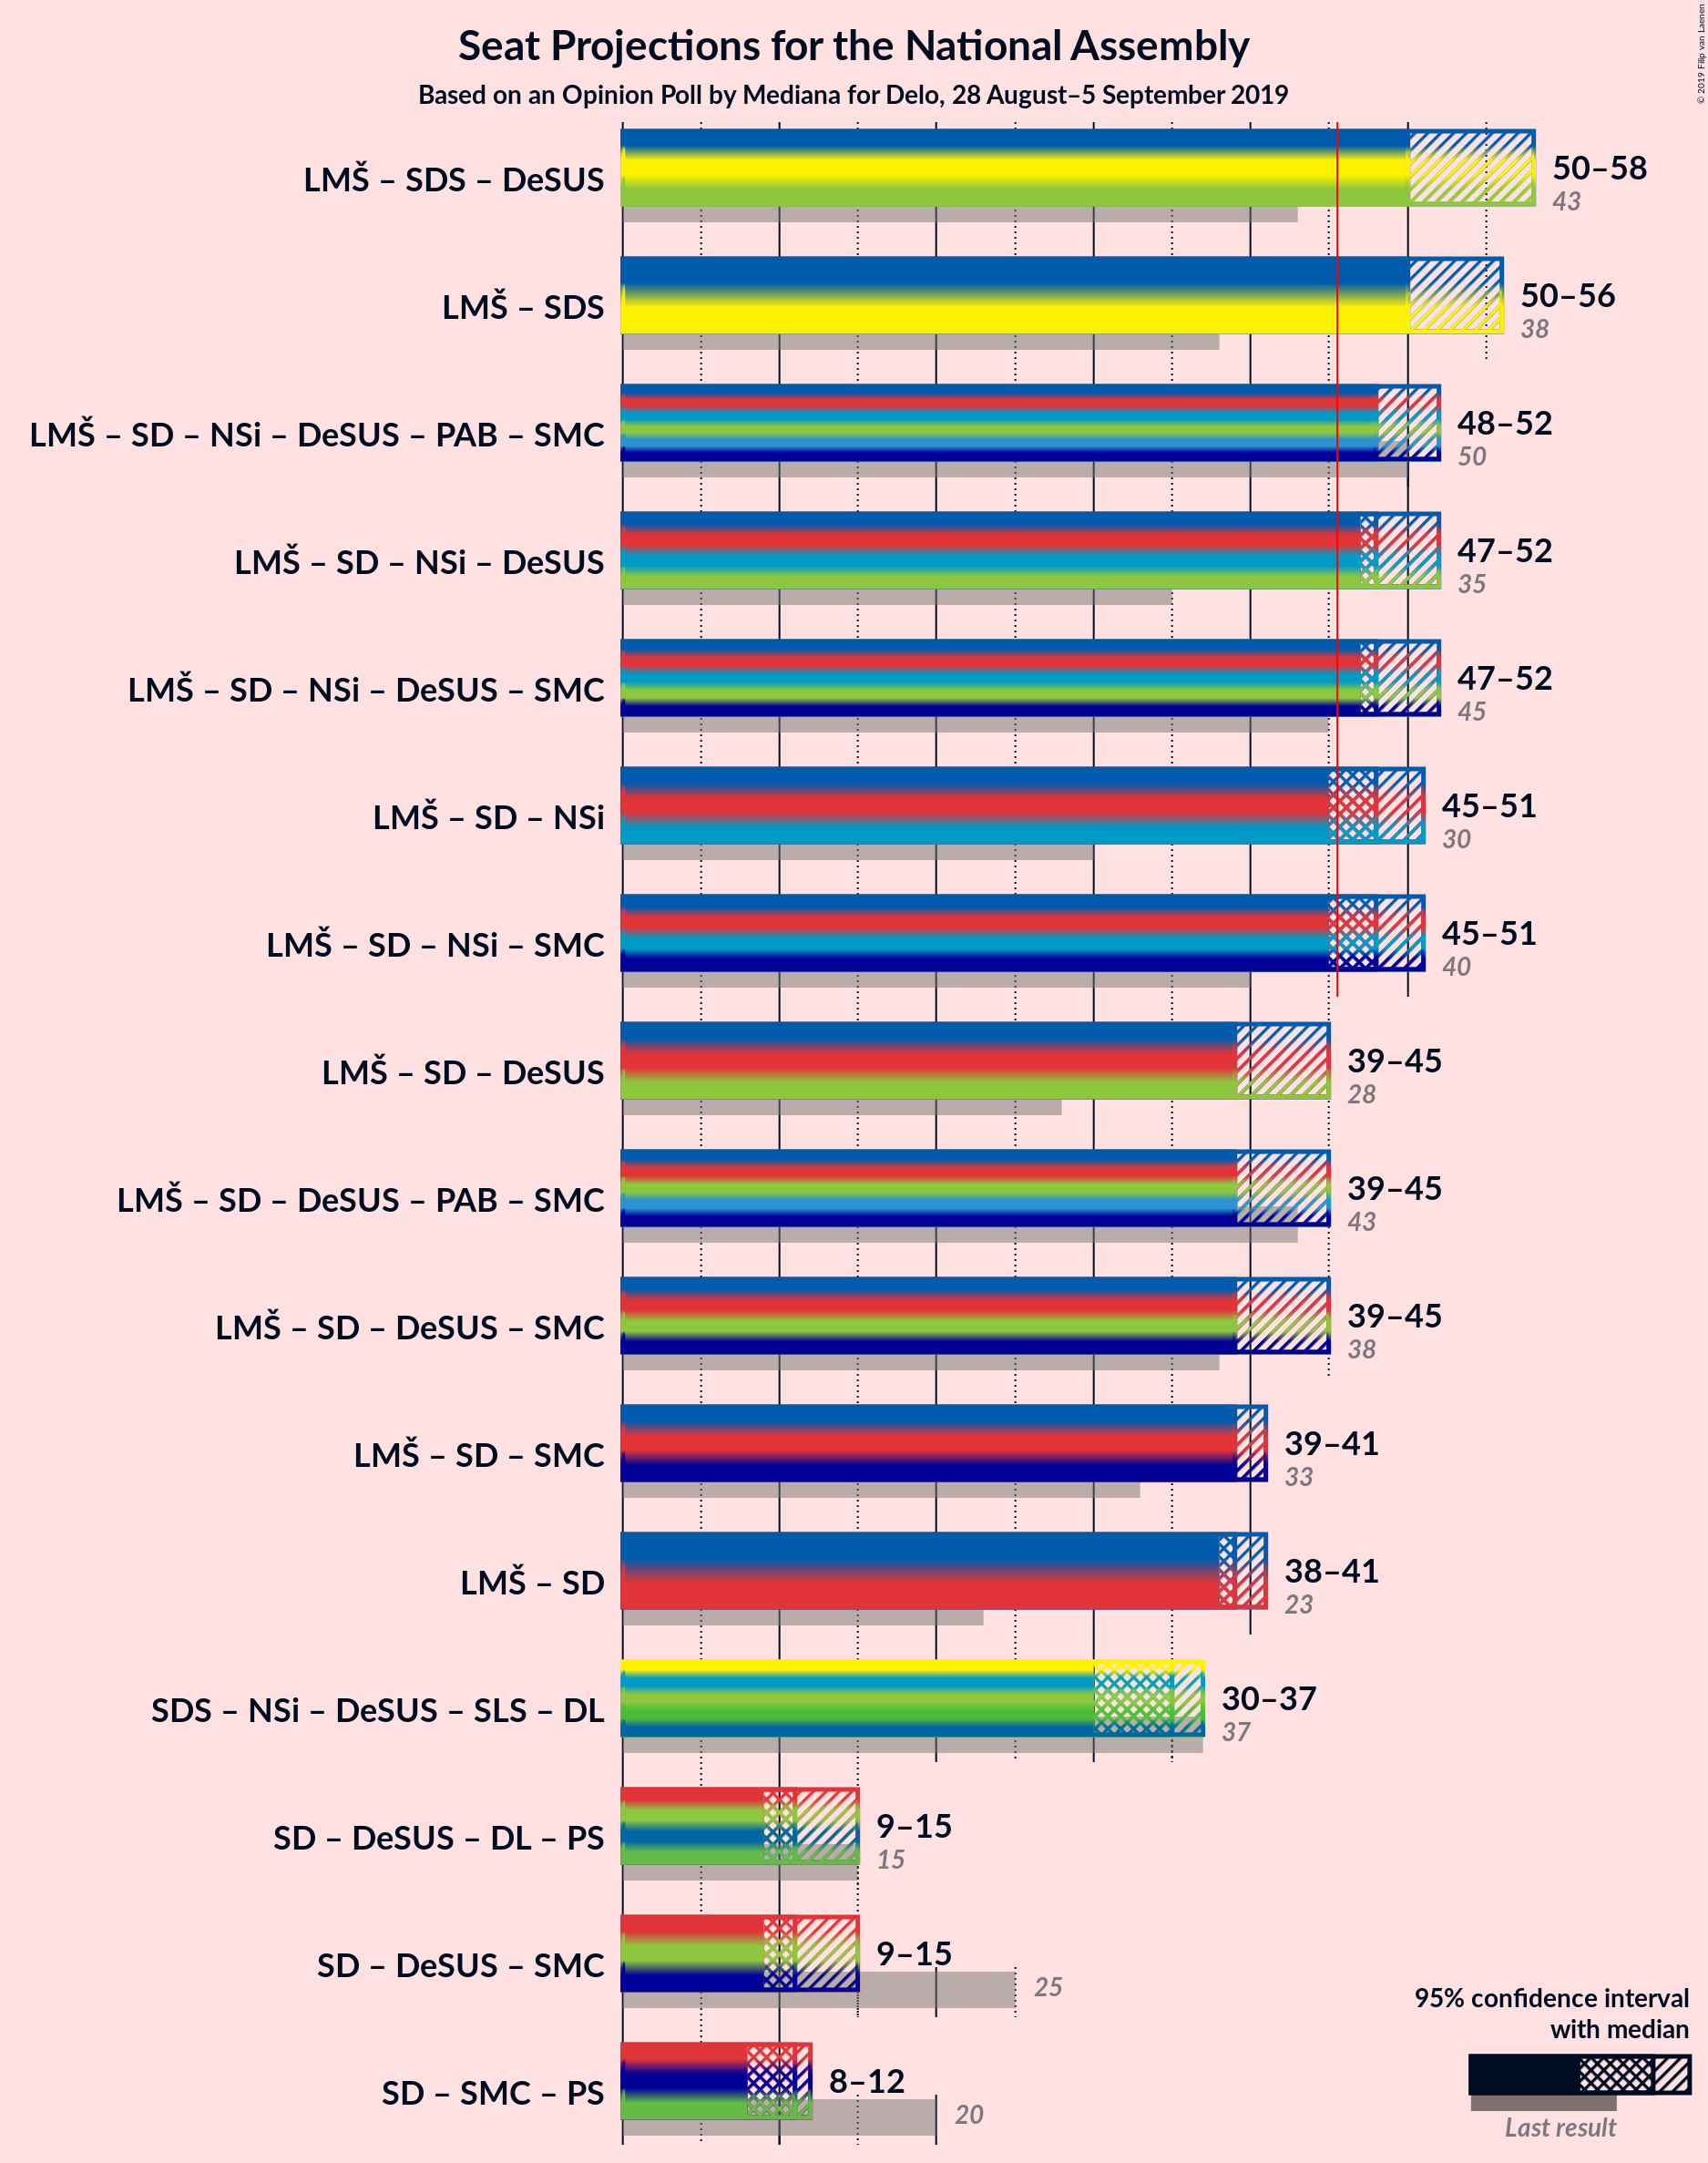 © 2019 Filip van Laenen
Seat Projections for the National Assembly
Based on an Opinion Poll by Mediana for Delo, 28 August–5 September 2019
LMŠ – SDS – DeSUS
50–58
43
LMŠ – SDS
50–56
38
LMŠ – SD – NSi – DeSUS – PAB – SMC
48–52
50
LMŠ – SD – NSi – DeSUS
47–52
35
LMŠ – SD – NSi – DeSUS – SMC
47–52
45
LMŠ – SD – NSi
45–51
30
LMŠ – SD – NSi – SMC
45–51
40
LMŠ – SD – DeSUS
39–45
28
LMŠ – SD – DeSUS – PAB – SMC
39–45
43
LMŠ – SD – DeSUS – SMC
39–45
38
LMŠ – SD – SMC
39–41
33
LMŠ – SD
38–41
23
SDS – NSi – DeSUS – SLS – DL
30–37
37
SD – DeSUS – DL – PS
9–15
15
SD – DeSUS – SMC
9–15
25
SD – SMC – PS
8–12
20
95% confidence interval
with median
Last result